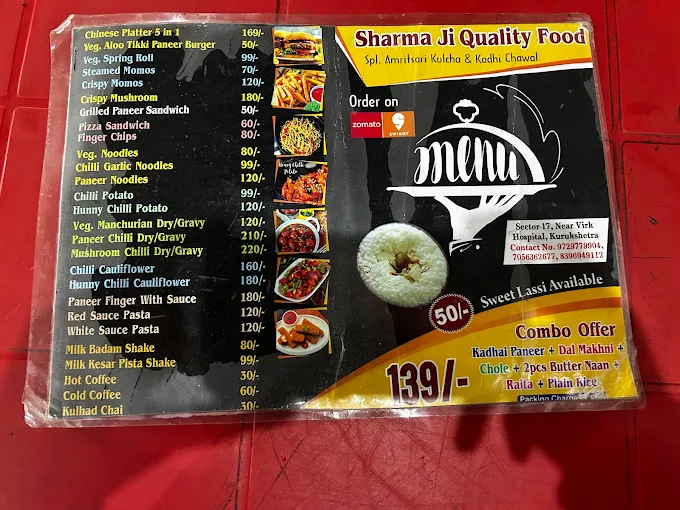 Chinese Platter 5 in 1 169/-
Veg. Aloo Tikki Paneer Burger 50/-
Veg. Spring Roll 99/-
Steamed Momos 70/-
Crispy Momos 120/-
Crispy Mushroom 180/-
Grilled Paneer Sandwich 50/-
Pizza Sandwich 60/-
Finger Chips 80/-
Veg. Noodles 80/-
Chilli Garlic Noodles 99/-
Paneer Noodles 120/-
Chilli Potato 99/-
Hunny Chilli Potato 120/-
Veg. Manchurian Dry/Gravy 120/-
Paneer Chilli Dry/Gravy 210/-
Mushroom Chilli Dry/Gravy 220/-
Chilli Cauliflower 160/-
Hunny Chilli Cauliflower 180/-
Paneer Finger With Sauce 180/-
Red Sauce Pasta 120/-
White Sauce Pasta 120/-
Milk Badam Shake 80/-
Milk Kesar Pista Shake 99/-
Hot Coffee 30/-
Cold Coffee 60/-
Kulhad Chai 30/-
Hunny Chilli
Potato
Sharma Ji Quality Food
Spl. Amritsari Kulcha & Kadhi Chawal
Order on
zomato
SWIGGY
menu
Sector-17, Near Virk
Hospital, Kurukshetra
Contact No. 9729779904,
7056362677, 8396949112
Sweet Lassi Available
50/-
Combo Offer
139/-
Kadhai Paneer + Dal Makhni +
Chole + 2pcs Butter Naan +
Raita + Plain Rice
Packing Charge